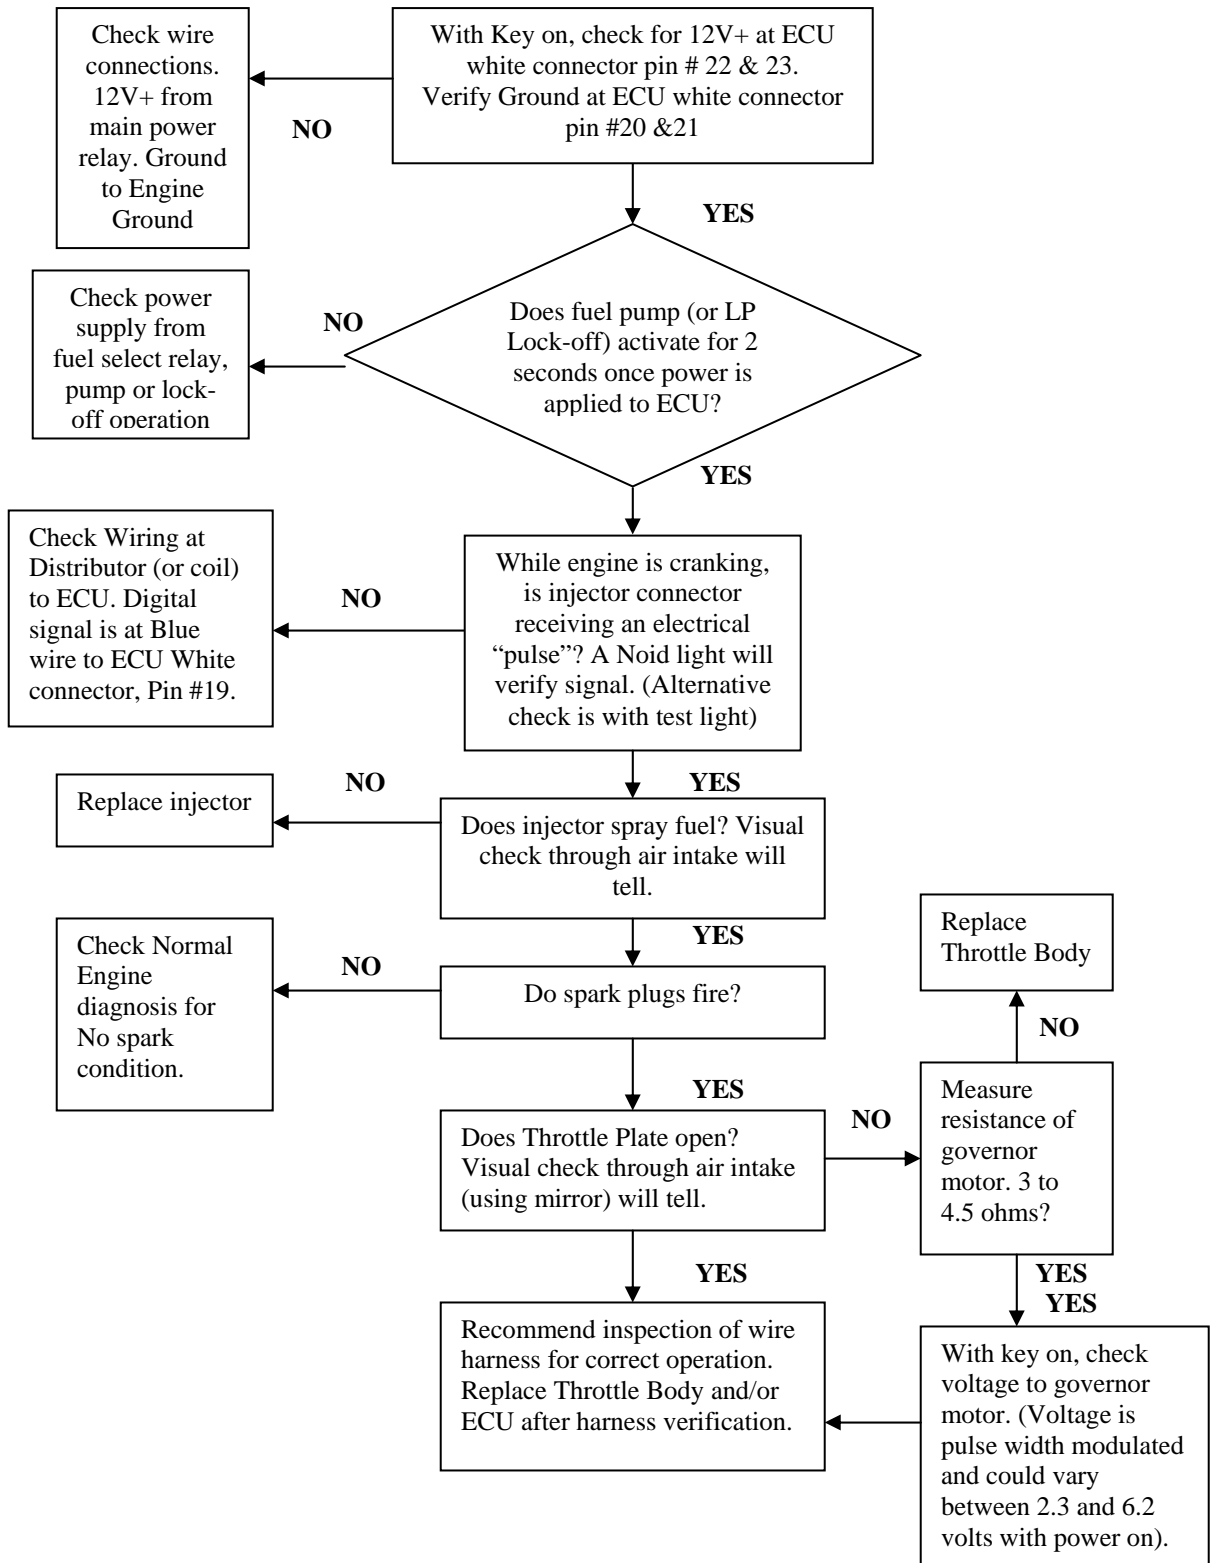 Check wire
connections.
12V+ from
main power
relay. Ground
to Engine
Ground
NO
With Key on, check for 12V+ at ECU
white connector pin # 22 & 23.
Verify Ground at ECU white connector
pin #20 &21
YES
Check power
supply from
fuel select relay,
pump or lock-
off operation
NO
Does fuel pump (or LP
Lock-off) activate for 2
seconds once power is
applied to ECU?
YES
Check Wiring at
Distributor (or coil)
to ECU. Digital
signal is at Blue
wire to ECU White
connector, Pin #19.
NO
While engine is cranking,
is injector connector
receiving an electrical
“pulse”? A Noid light will
verify signal. (Alternative
check is with test light)
YES
Replace injector
NO
Does injector spray fuel? Visual
check through air intake will
tell.
YES
Check Normal
Engine
diagnosis for
No spark
condition.
NO
Do spark plugs fire?
YES
Replace
Throttle Body
NO
Does Throttle Plate open?
Visual check through air intake
(using mirror) will tell.
NO
Measure
resistance of
governor
motor. 3 to
4.5 ohms?
YES
YES
YES
Recommend inspection of wire
harness for correct operation.
Replace Throttle Body and/or
ECU after harness verification.
With key on, check
voltage to governor
motor. (Voltage is
pulse width modulated
and could vary
between 2.3 and 6.2
volts with power on).